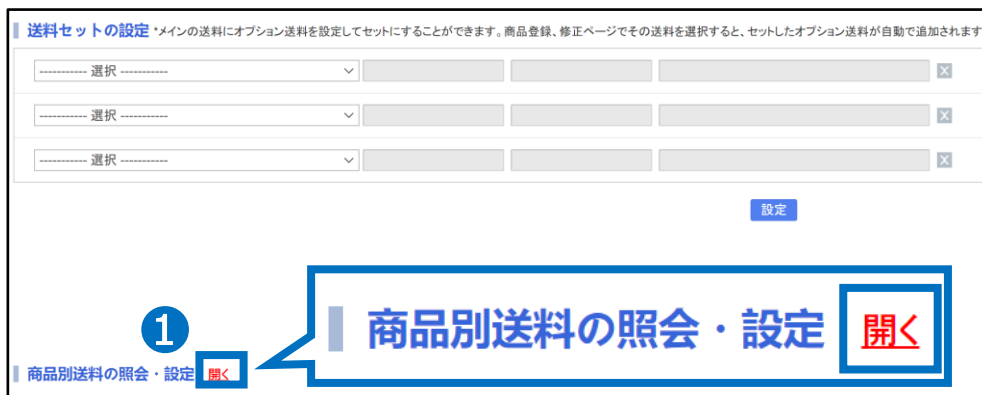 送料セットの設定 *メインの送料にオプション送料を設定してセットにすることができます。商品登録、修正ページでその送料を選択すると、セットしたオプション送料が自動で追加されます
----------- 選択 ----------- X
----------- 選択 ----------- X
----------- 選択 ----------- X
設定
1
商品別送料の照会・設定 開く
商品別送料の照会・設定 開く